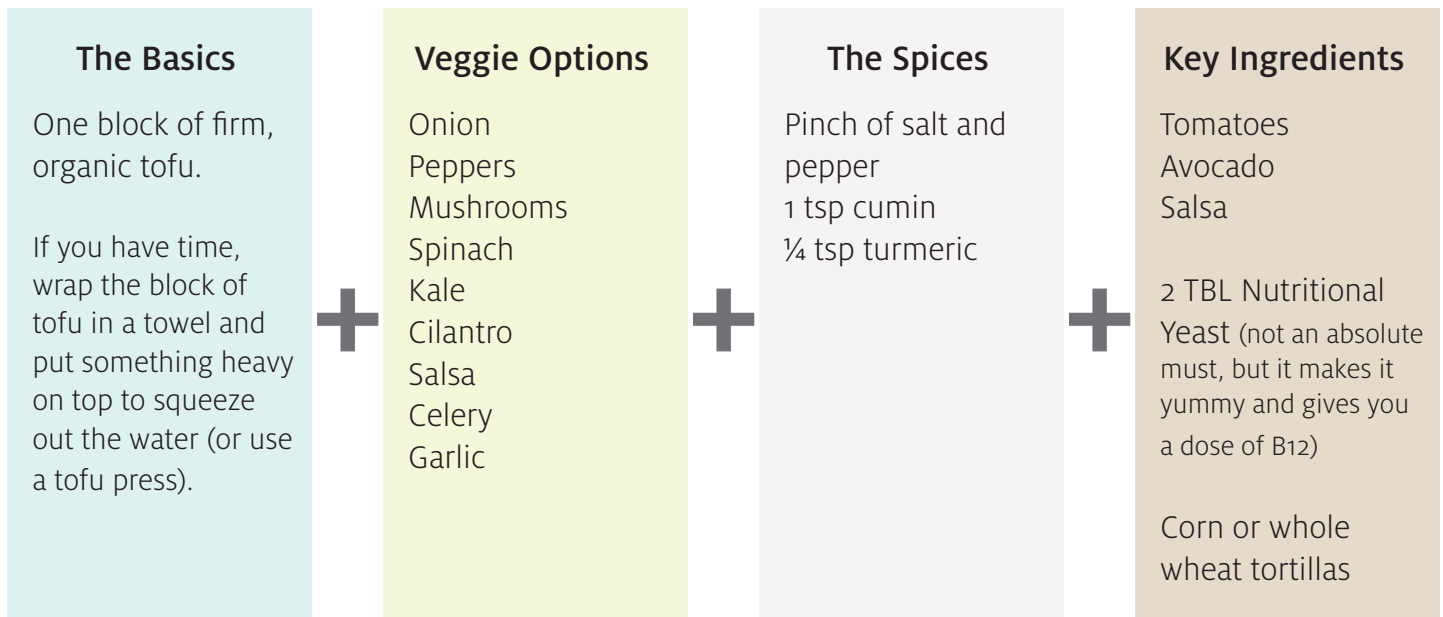 The Basics
One block of firm,
organic tofu.
If you have time,
wrap the block of
tofu in a towel and
put something heavy
on top to squeeze
out the water (or use
a tofu press).
Veggie Options
Onion
Peppers
Mushrooms
Spinach
Kale
Cilantro
Salsa
Celery
Garlic
The Spices
Pinch of salt and
pepper
1 tsp cumin
¼ tsp turmeric
Key Ingredients
Tomatoes
Avocado
Salsa
2 TBL Nutritional
Yeast (not an absolute
must, but it makes it
yummy and gives you
a dose of B12)
Corn or whole
wheat tortillas